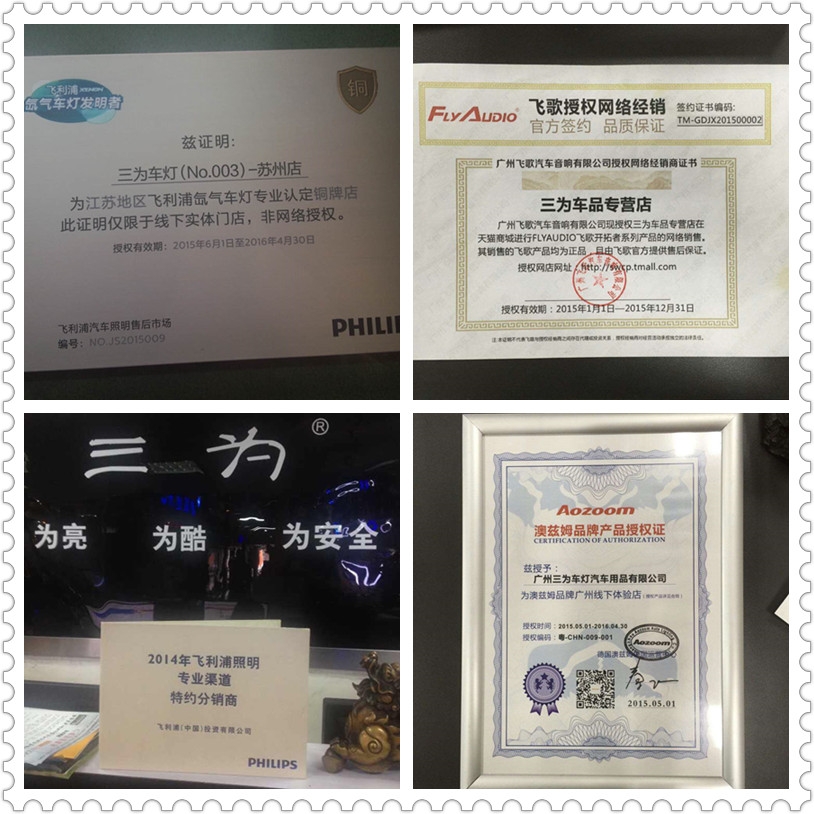 飞利浦 XENON
氙气车灯发明者
铜
兹证明：
三为车灯(No.003)-苏州店
为江苏地区飞利浦氙气车灯专业认定铜牌店
此证明仅限于线下实体门店，非网络授权。
授权有效期：2015年6月1日至2016年4月30日
飞利浦汽车照明售后市场
编号：NO.JS2015009
PHILI
FLYAUDIO®
飞歌授权网络经销
官方签约 品质保证
签约证书编码：
TM-GDJX201500002
广州飞歌汽车音响有限公司授权网络经销商证书
三为车品专营店
广州飞歌汽车音响有限公司现授权三为车品专营店在
天猫商城进行FLYAUDIO飞歌开拓者系列产品的网络销售。
其销售的飞歌产品均为正品，且由飞歌官方提供售后保证。
授权网店网址：http://swcp.tmall.com
授权有效期：2015年1月1日—2015年12月31日
三为®
为亮 为酷 为安全
2014年飞利浦照明
专业渠道
特约分销商
飞利浦(中国)投资有限公司
PHILIPS
Aozoom
澳兹姆品牌产品授权证
CERTIFICATION OF AUTHORIZATION
兹授予：
广州三为车灯汽车用品有限公司
为澳兹姆品牌广州线下体验店
授权时间：2015.05.01-2016.04.30
授权编码：粤-CHN-009-001
Aozoom
德国澳兹姆
2015.05.01